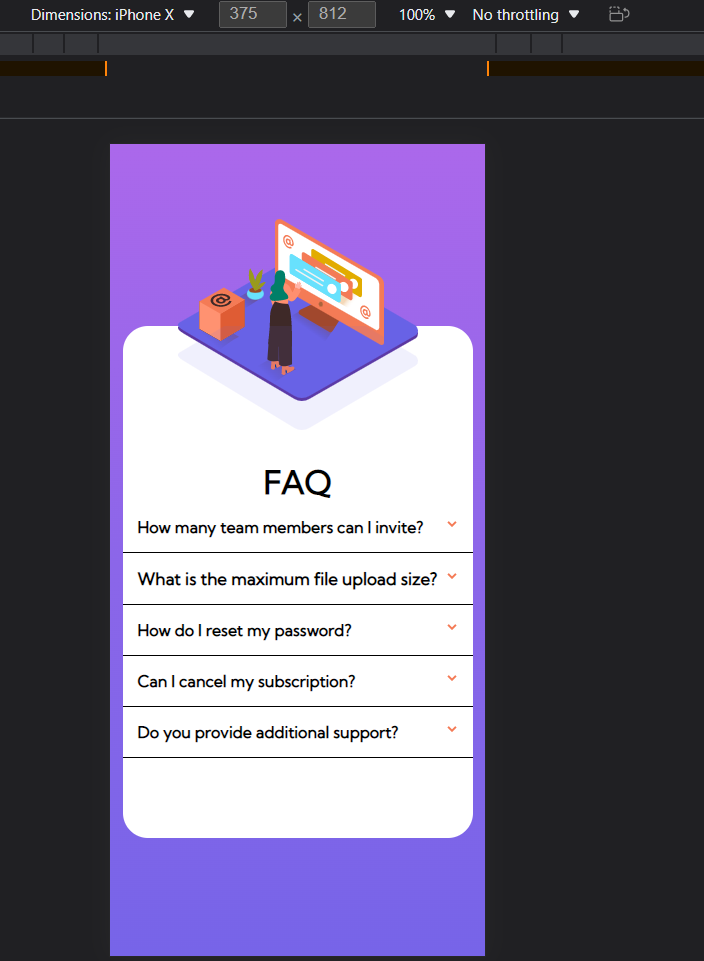 Dimensions: iPhone X 375 × 812 100% No throttling
@
@
@
FAQ
How many team members can I invite?
What is the maximum file upload size?
How do I reset my password?
Can I cancel my subscription?
Do you provide additional support?